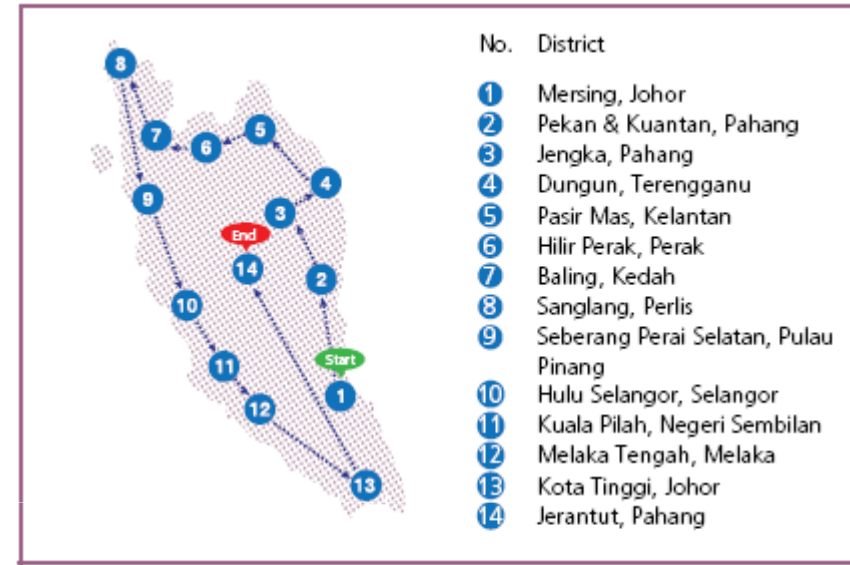 No. District
1 Mersing, Johor
2 Pekan & Kuantan, Pahang
3 Jengka, Pahang
4 Dungun, Terengganu
5 Pasir Mas, Kelantan
6 Hilir Perak, Perak
7 Baling, Kedah
8 Sanglang, Perlis
9 Seberang Perai Selatan, Pulau
Pinang
10 Hulu Selangor, Selangor
11 Kuala Pilah, Negeri Sembilan
12 Melaka Tengah, Melaka
13 Kota Tinggi, Johor
14 Jerantut, Pahang
8
5
7
6
4
9
3
End
14
2
10
Start
11
1
12
13